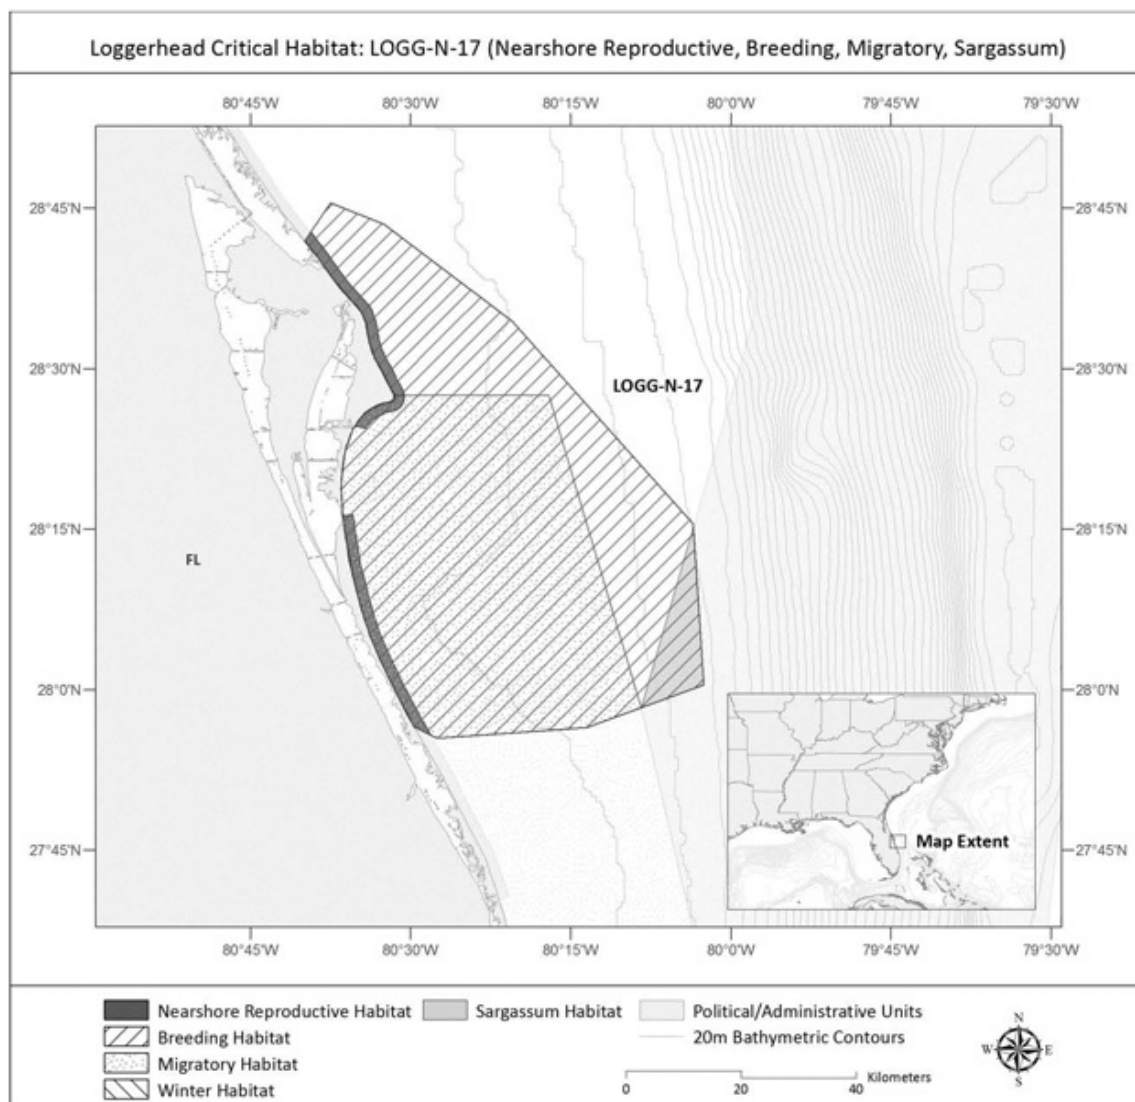 Loggerhead Critical Habitat: LOGG-N-17 (Nearshore Reproductive, Breeding, Migratory, Sargassum)
80°45'W 80°30'W 80°15'W 80°0'W 79°45'W 79°30'W
28°45'N 28°45'N
28°30'N 28°30'N
LOGG-N-17
28°15'N 28°15'N
FL
28°0'N 28°0'N
Map Extent
27°45'N 27°45'N
80°45'W 80°30'W 80°15'W 80°0'W 79°45'W 79°30'W
Nearshore Reproductive Habitat Sargassum Habitat Political/Administrative Units
Breeding Habitat 20m Bathymetric Contours
Migratory Habitat
Winter Habitat
N
W E
S
Kilometers
0 20 40